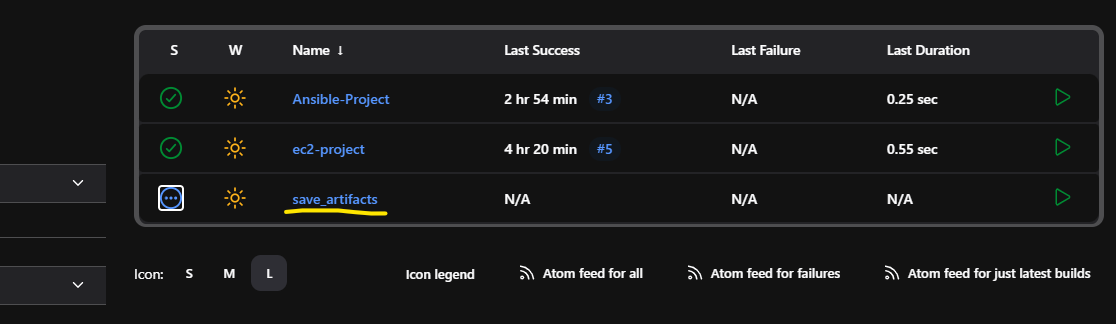 S W Name ↓ Last Success Last Failure Last Duration
Ansible-Project 2 hr 54 min #3 N/A 0.25 sec
ec2-project 4 hr 20 min #5 N/A 0.55 sec
save_artifacts N/A N/A N/A
Icon: S M L Icon legend Atom feed for all Atom feed for failures Atom feed for just latest builds